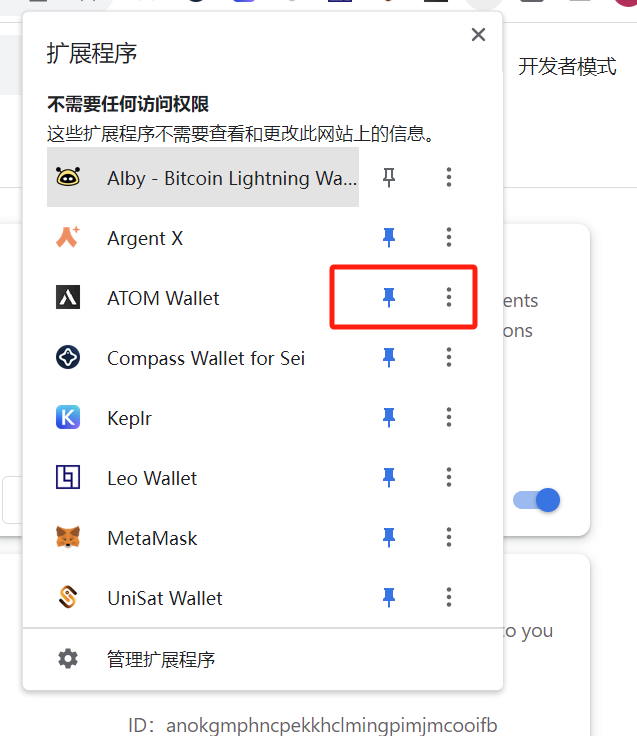 扩展程序
开发者模式
不需要任何访问权限
这些扩展程序不需要查看和更改此网站上的信息。
Alby - Bitcoin Lightning Wa...
Argent X
ATOM Wallet
ents
ons
Compass Wallet for Sei
Keplr
Leo Wallet
MetaMask
UniSat Wallet
to you
管理扩展程序
ID: anokgmphncpekkhclmingpimjmcooifb